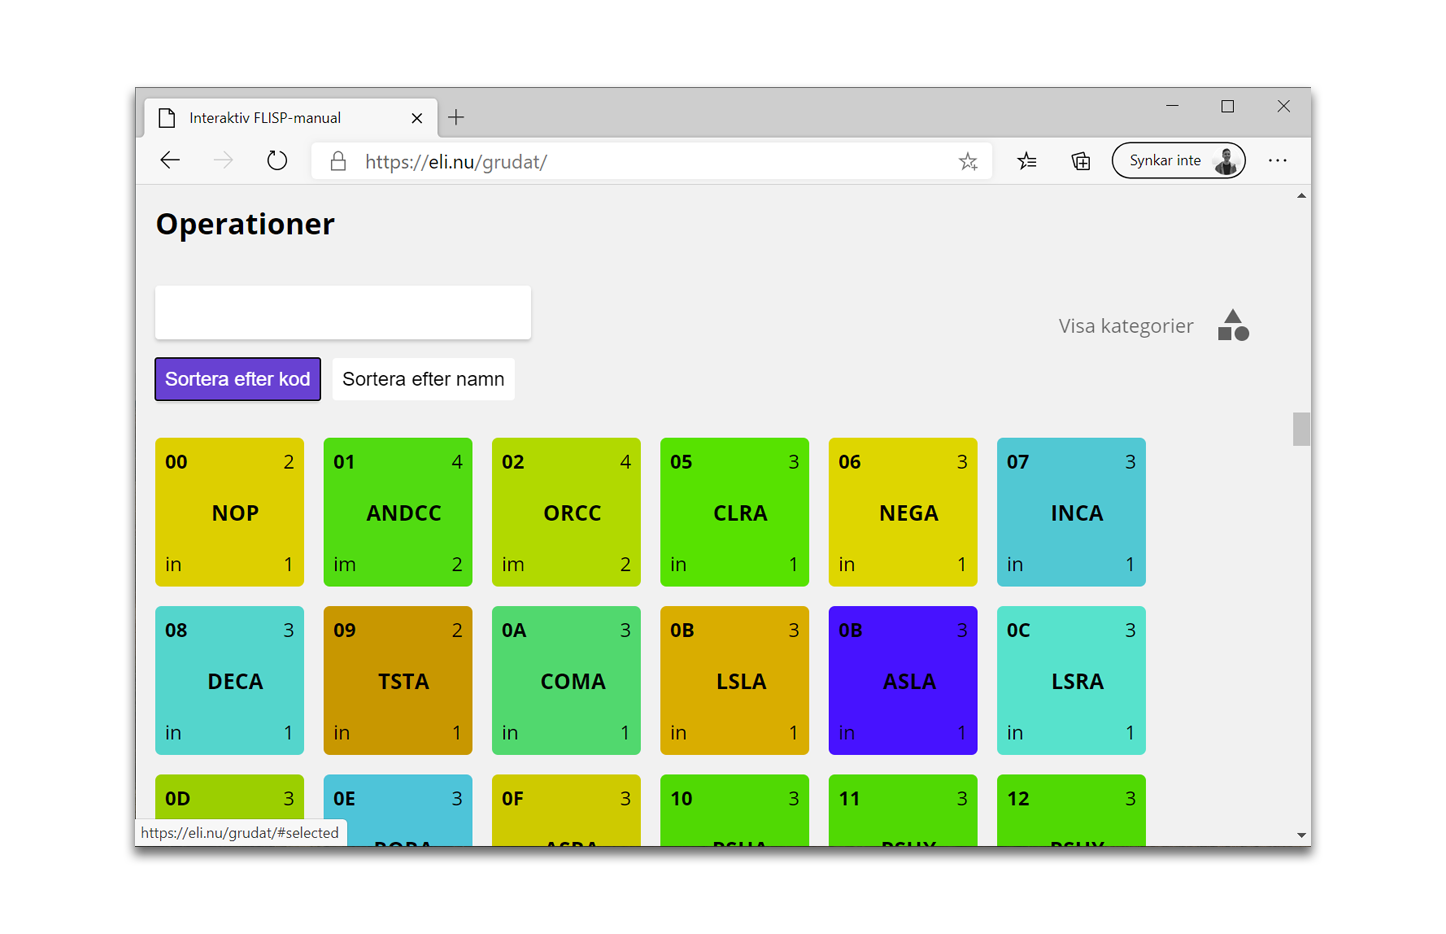 Interaktiv FLISP-manual
https://eli.nu/grudat/
Synkar inte
Operationer
Visa kategorier
Sortera efter kod
Sortera efter namn
00 2
NOP
in 1
01 4
ANDCC
im 2
02 4
ORCC
im 2
05 3
CLRA
in 1
06 3
NEGA
in 1
07 3
INCA
in 1
08 3
DECA
in 1
09 2
TSTA
in 1
0A 3
COMA
in 1
0B 3
LSLA
in 1
0B 3
ASLA
in 1
0C 3
LSRA
in 1
0D 3
0E 3
0F 3
ASRA
10 3
PSHA
11 3
PSHX
12 3
PSHY
https://eli.nu/grudat/#selected